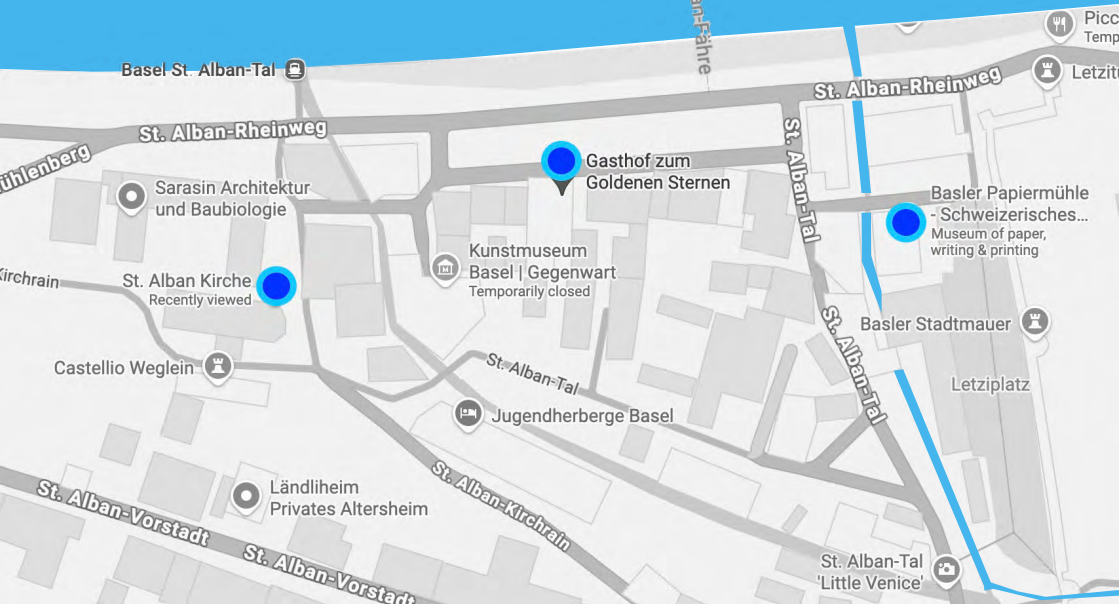 Picc
Temp
an-Fähre
Basel St. Alban-Tal
Letzitu
St. Alban-Rheinweg
St. Alban-Rheinweg
ühlenberg
Gasthof zum
Goldenen Sternen
St. Alban-Tal
Sarasin Architektur
und Baubiologie
Basler Papiermühle
- Schweizerisches...
Museum of paper,
writing & printing
Kunstmuseum
Basel | Gegenwart
Temporarily closed
Kirchrain
St. Alban Kirche
Recently viewed
Basler Stadtmauer
St. Alban-Tal
Castellio Weglein
St. Alban-Tal
Letziplatz
Jugendherberge Basel
St. Alban-Kirchrain
Ländliheim
Privates Altersheim
St. Alban-Vorstadt
St. Alban-Vorstadt
St. Alban-Tal
'Little Venice'